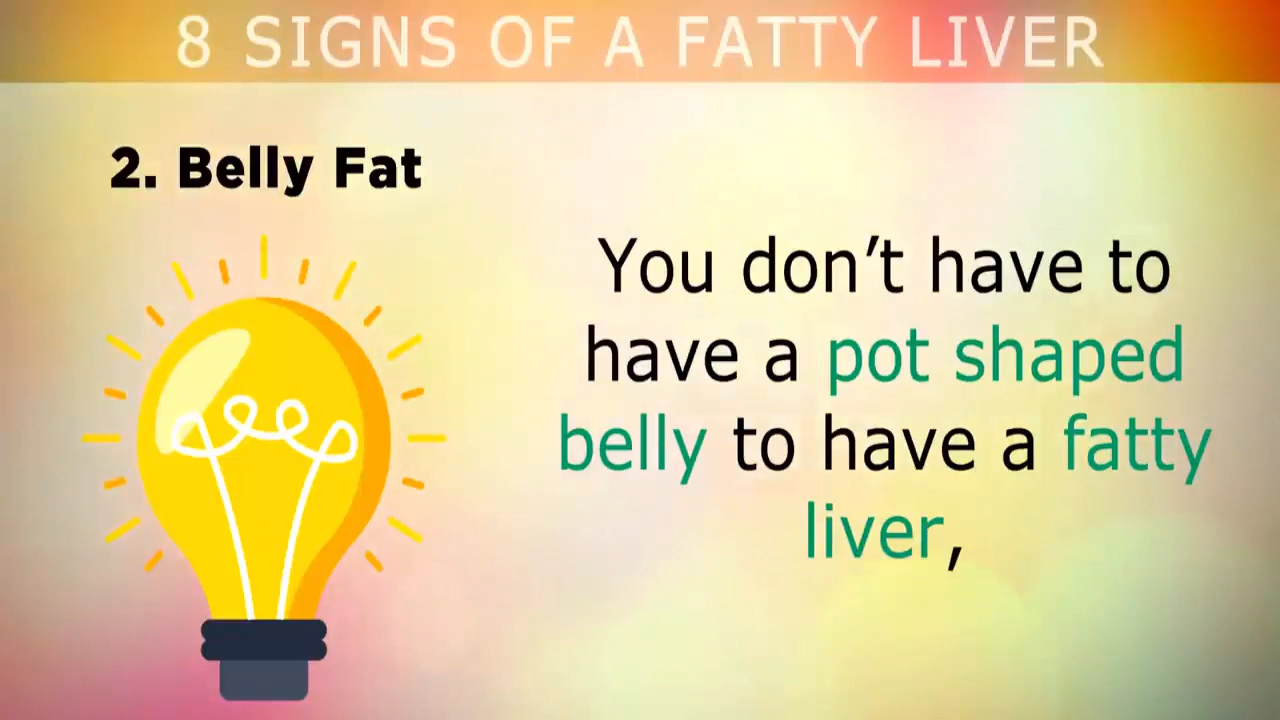 8 SIGNS OF A FATTY LIVER
2. Belly Fat
You don’t have to
have a pot shaped
belly to have a fatty
liver,